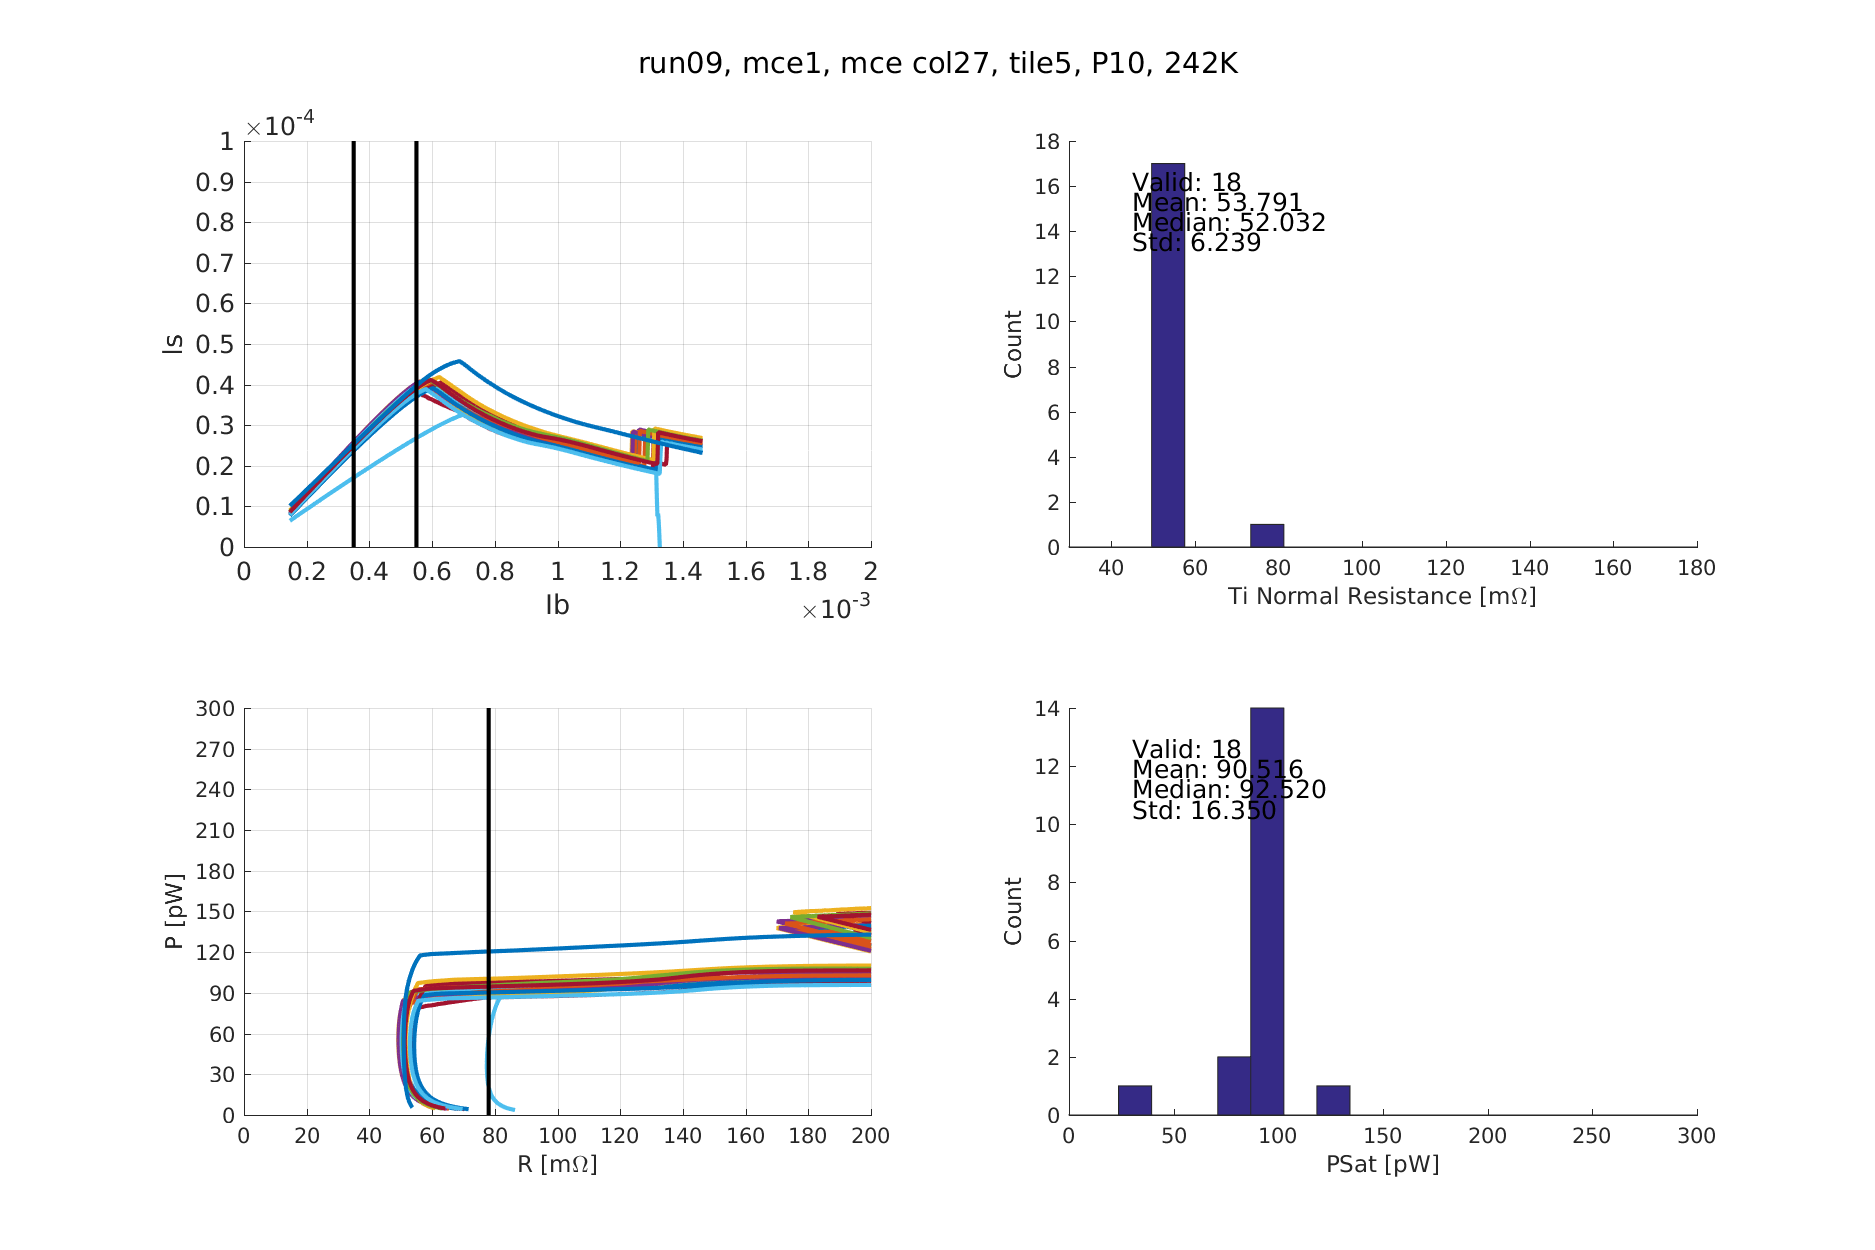 run09, mce1, mce col27, tile5, P10, 242K
×10-4
1
0.9
0.8
0.7
0.6
0.5
0.4
0.3
0.2
0.1
0
Is
0 0.2 0.4 0.6 0.8 1 1.2 1.4 1.6 1.8 2
Ib
×10-3
18
16
14
12
10
8
6
4
2
0
Count
Valid: 18
Mean: 53.791
Median: 52.032
Std: 6.239
40 60 80 100 120 140 160 180
Ti Normal Resistance [mΩ]
300
270
240
210
180
150
120
90
60
30
0
P [pW]
0 20 40 60 80 100 120 140 160 180 200
R [mΩ]
14
12
10
8
6
4
2
0
Count
Valid: 18
Mean: 90.516
Median: 92.520
Std: 16.350
0 50 100 150 200 250 300
PSat [pW]